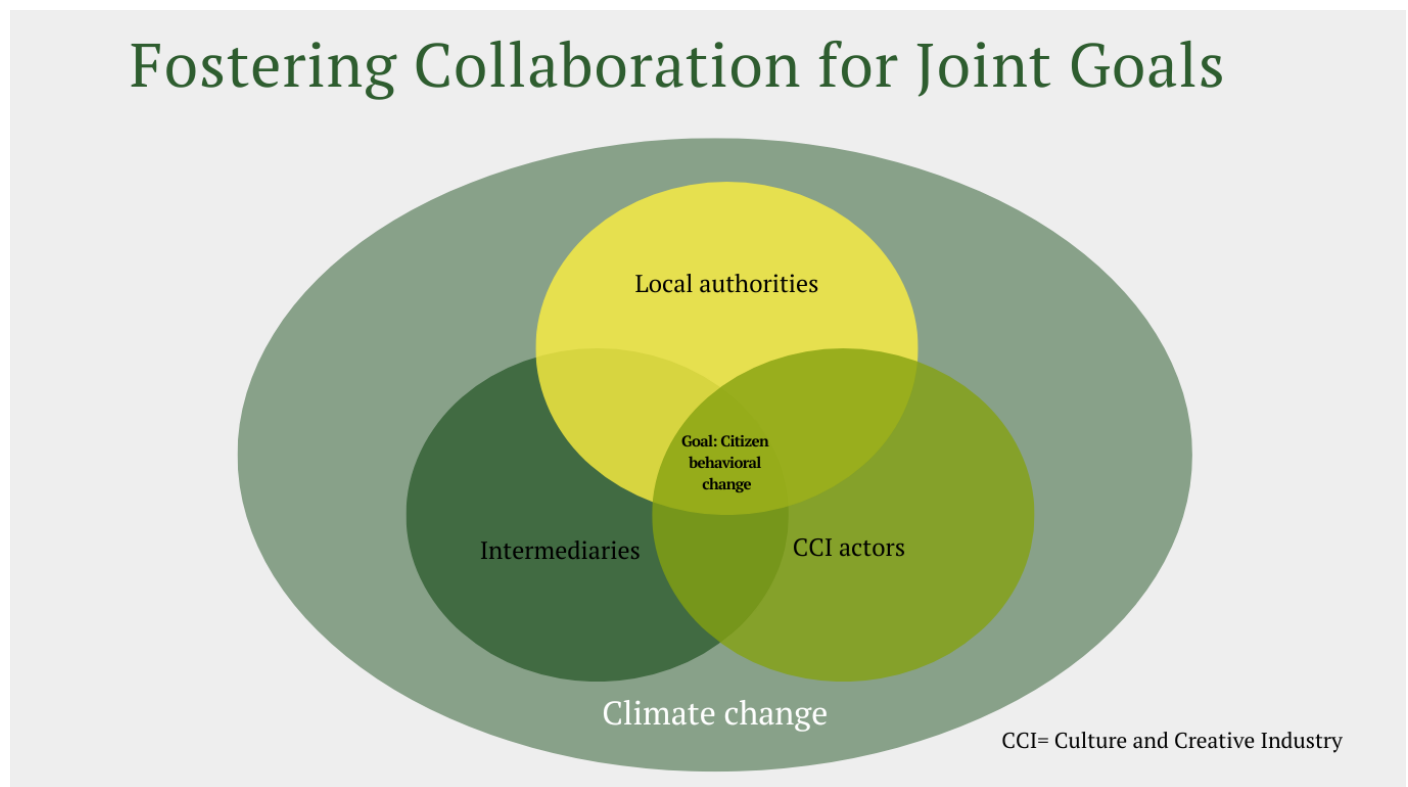 Fostering Collaboration for Joint Goals
Local authorities
Goal: Citizen
behavioral
change
Intermediaries
CCI actors
Climate change
CCI= Culture and Creative Industry